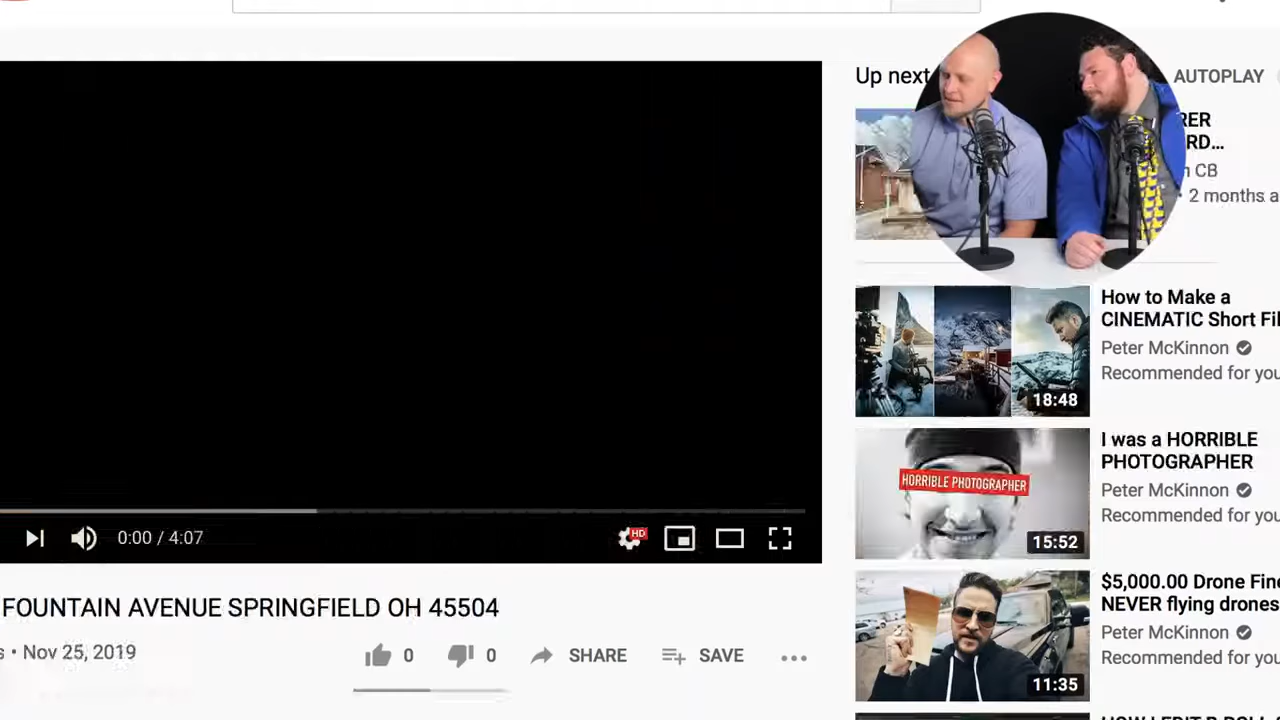 Up next
AUTOPLAY
RER
RD...
CB
2 months a
How to Make a
CINEMATIC Short Fil
Peter McKinnon
Recommended for you
18:48
I was a HORRIBLE
PHOTOGRAPHER
HORRIBLE PHOTOGRAPHER
Peter McKinnon
Recommended for you
15:52
$5,000.00 Drone Fine
NEVER flying drones
Peter McKinnon
Recommended for you
11:35
0:00 / 4:07
HD
FOUNTAIN AVENUE SPRINGFIELD OH 45504
s • Nov 25, 2019
0
0
SHARE
SAVE